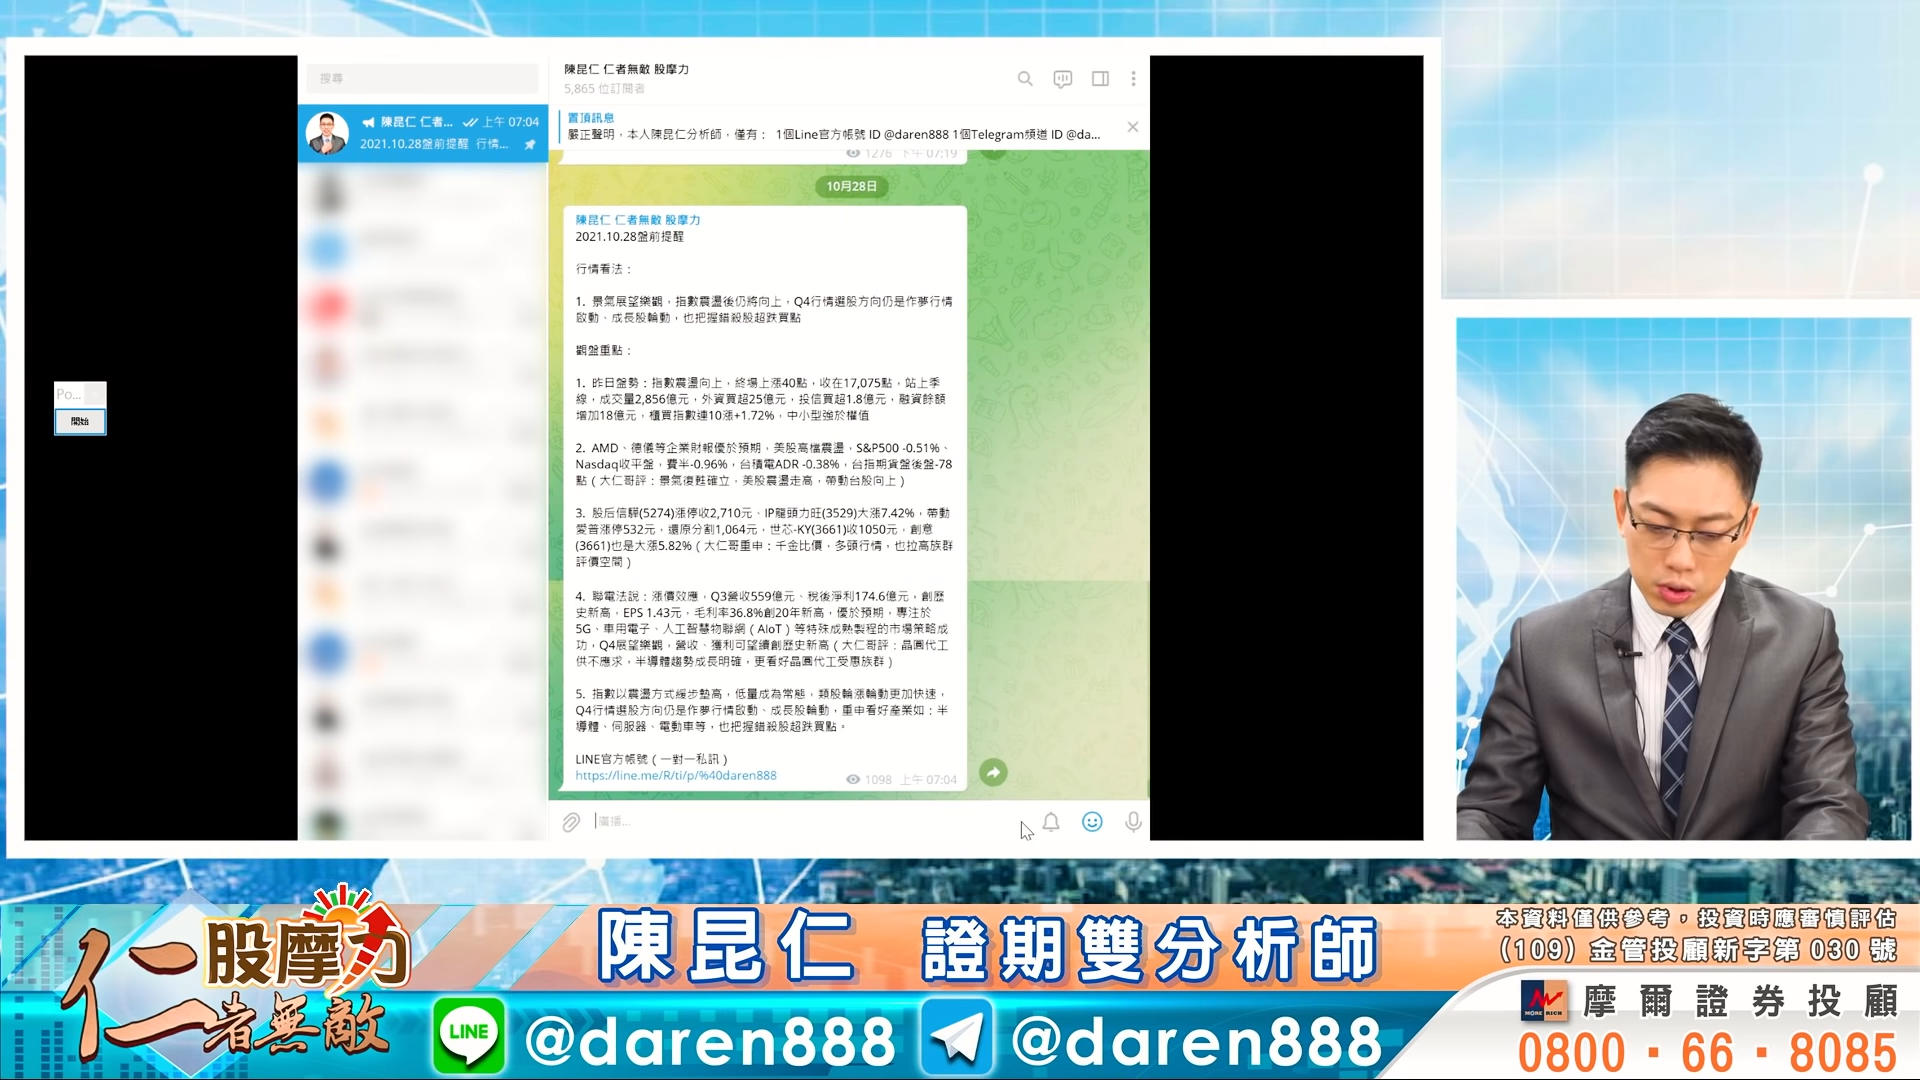 搜尋
陳昆仁 仁者... 上午 07:04
2021.10.28盤前提醒 行情...
陳昆仁 仁者無敵 股摩力
5,865 位訂閱者
置頂訊息
嚴正聲明，本人陳昆仁分析師，僅有： 1個Line官方帳號 ID @daren888 1個Telegram頻道 ID @da...
1276 下午 07:19
10月28日
陳昆仁 仁者無敵 股摩力
2021.10.28盤前提醒
行情看法：
1. 景氣展望樂觀，指數震盪後仍將向上，Q4行情選股方向仍是作夢行情
啟動、成長股輪動，也把握錯殺股超跌買點
觀盤重點：
1. 昨日盤勢：指數震盪向上，終場上漲40點，收在17,075點，站上季
線，成交量2,856億元，外資買超25億元，投信買超1.8億元，融資餘額
增加18億元，櫃買指數連10漲+1.72%，中小型強於權值
2. AMD、德儀等企業財報優於預期，美股高檔震盪，S&P500 -0.51%、
Nasdaq收平盤，費半-0.96%，台積電ADR -0.38%，台指期貨盤後盤-78
點（大仁哥評：景氣復甦確立，美股震盪走高，帶動台股向上）
3. 股后信驊(5274)漲停收2,710元、IP龍頭力旺(3529)大漲7.42%，帶動
愛普漲停532元，還原分割1,064元，世芯-KY(3661)收1050元，創意
(3661)也是大漲5.82%（大仁哥重申：千金比價，多頭行情，也拉高族群
評價空間）
4. 聯電法說：漲價效應，Q3營收559億元、稅後淨利174.6億元，創歷
史新高，EPS 1.43元，毛利率36.8%創20年新高，優於預期，專注於
5G、車用電子、人工智慧物聯網（AIoT）等特殊成熟製程的市場策略成
功，Q4展望樂觀，營收、獲利可望續創歷史新高（大仁哥評：晶圓代工
供不應求，半導體趨勢成長明確，更看好晶圓代工受惠族群）
5. 指數以震盪方式緩步墊高，低量成為常態，類股輪漲輪動更加快速，
Q4行情選股方向仍是作夢行情啟動、成長股輪動，重申看好產業如：半
導體、伺服器、電動車等，也把握錯殺股超跌買點。
LINE官方帳號（一對一私訊）
https://line.me/R/ti/p/%40daren888
1098 上午 07:04
廣播...
Po...
開始
股摩力
仁者無敵
陳昆仁 證期雙分析師
LINE @daren888 @daren888
本資料僅供參考，投資時應審慎評估
(109) 金管投顧新字第 030 號
MORE RICH 摩爾證券投顧
0800・66・8085